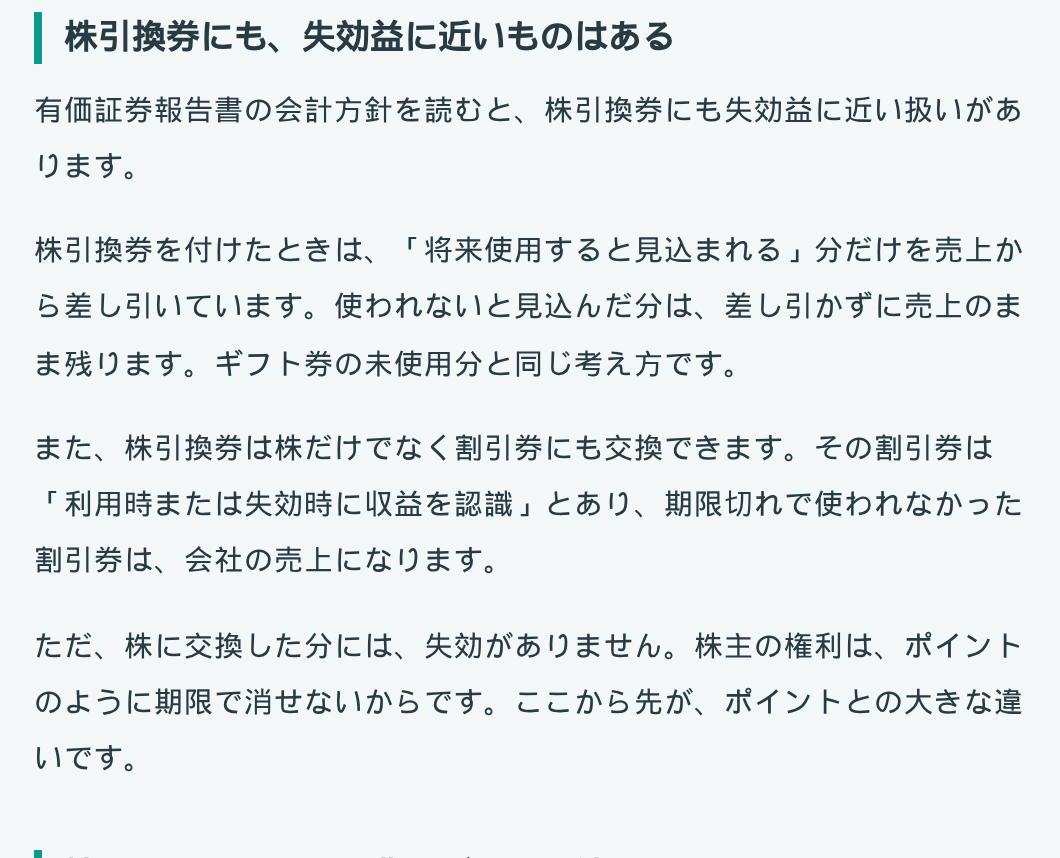 株引換券にも、失効益に近いものはある
有価証券報告書の会計方針を読むと、株引換券にも失効益に近い扱いがあ
ります。
株引換券を付けたときは、「将来使用すると見込まれる」分だけを売上か
ら差し引いています。使われないと見込んだ分は、差し引かずに売上のま
ま残ります。ギフト券の未使用分と同じ考え方です。
また、株引換券は株だけでなく割引券にも交換できます。その割引券は
「利用時または失効時に収益を認識」とあり、期限切れで使われなかった
割引券は、会社の売上になります。
ただ、株に交換した分には、失効がありません。株主の権利は、ポイント
のように期限で消せないからです。ここから先が、ポイントとの大きな違
いです。